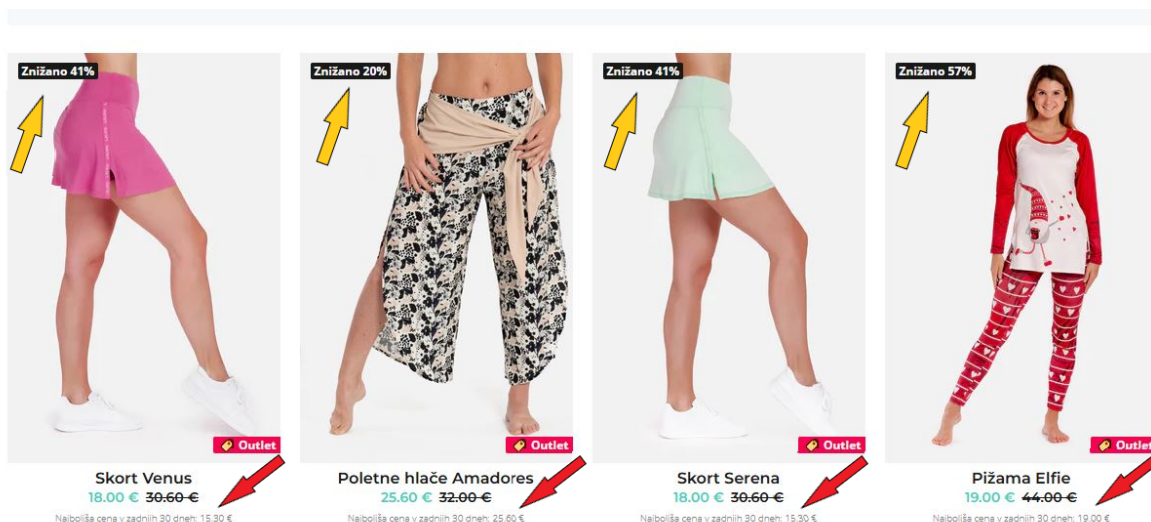 Znižano 41%
Outlet
Skort Venus
18.00 € 30.60 €
Najboljša cena v zadnjih 30 dneh: 15.30 €
Znižano 20%
Outlet
Poletne hlače Amadores
25.60 € 32.00 €
Najboljša cena v zadnjih 30 dneh: 25.60 €
Znižano 41%
Outlet
Skort Serena
18.00 € 30.60 €
Najboljša cena v zadnjih 30 dneh: 15.30 €
Znižano 57%
Outlet
Pižama Elfie
19.00 € 44.00 €
Najboljša cena v zadnjih 30 dneh: 19.00 €